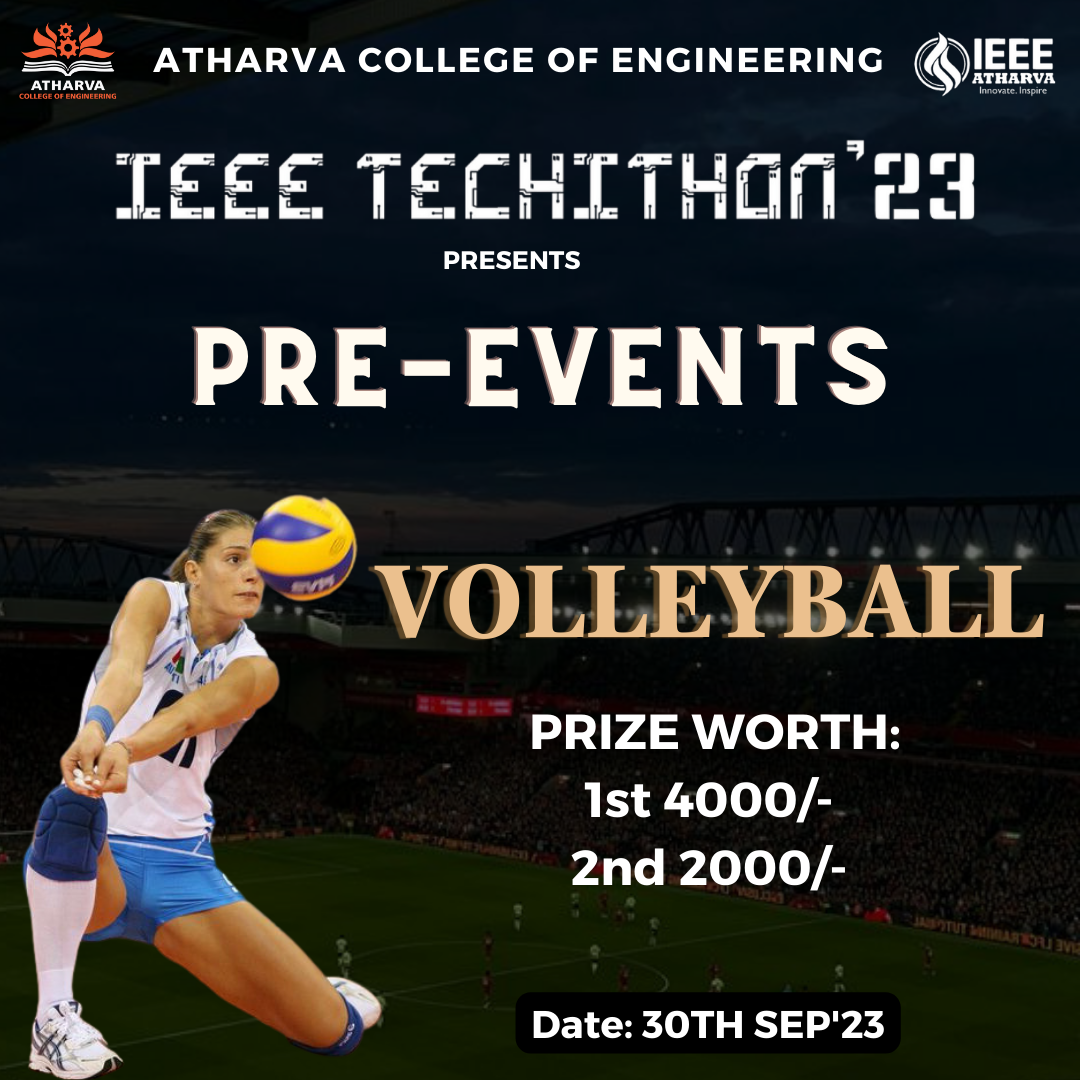 ATHARVA
COLLEGE OF ENGINEERING
ATHARVA COLLEGE OF ENGINEERING
IEEE
ATHARVA
Innovate. Inspire
IEEE TECHITHON'23
PRESENTS
PRE-EVENTS
VOLLEYBALL
PRIZE WORTH:
1st 4000/-
2nd 2000/-
Date: 30TH SEP'23